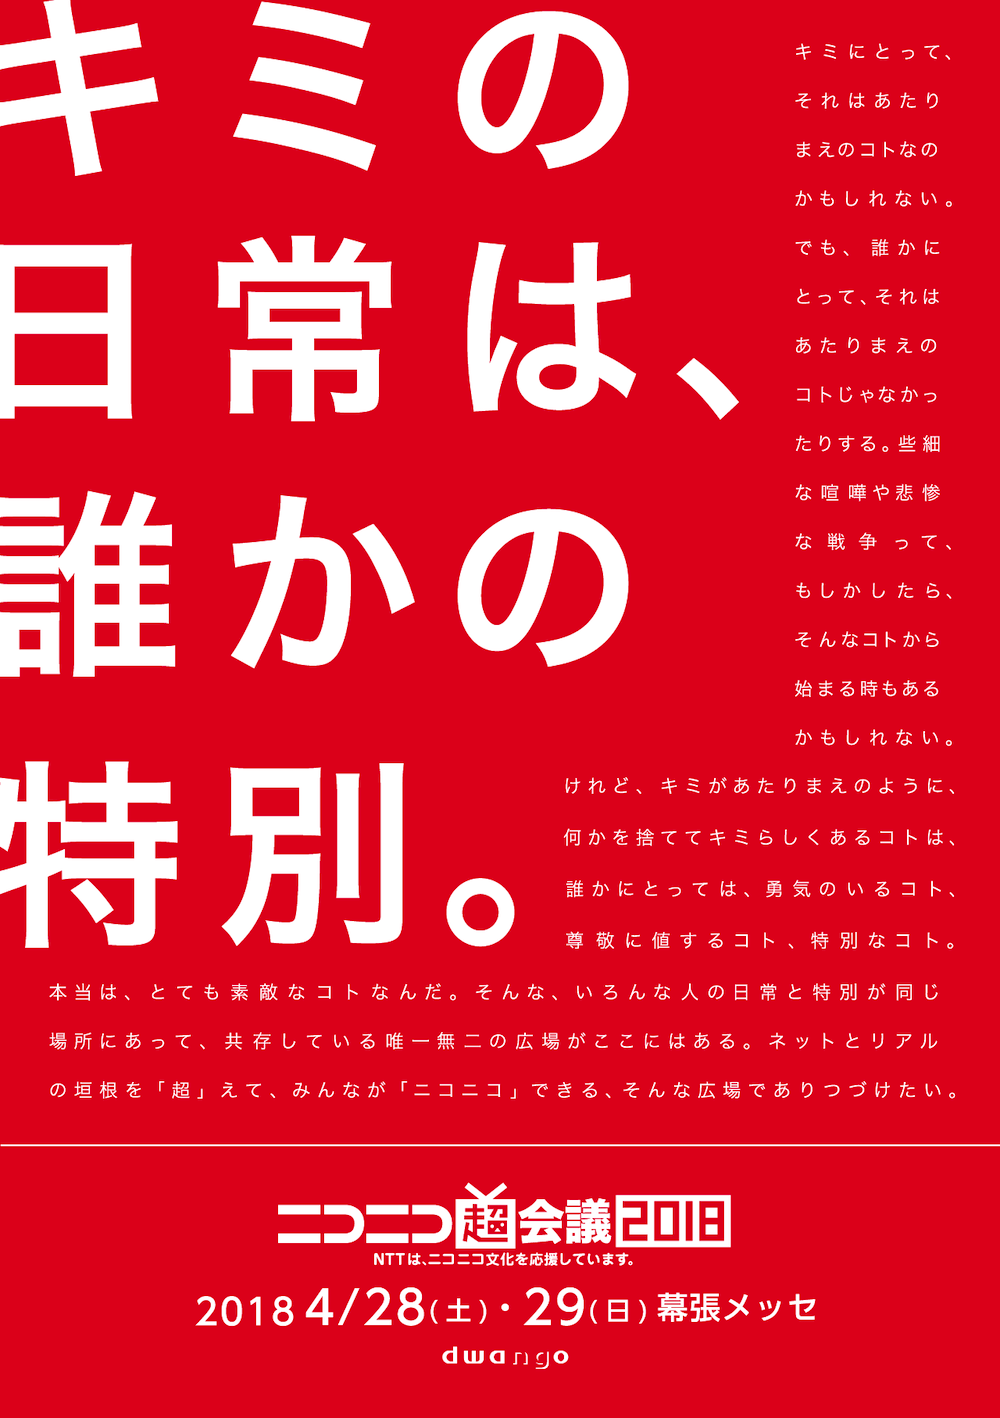 キミの
日常は、
誰かの
特別。
キミにとって、
それはあたり
まえのコトなの
かもしれない。
でも、誰かに
とって、それは
あたりまえの
コトじゃなかっ
たりする。些細
な喧嘩や悲惨
な戦争って、
もしかしたら、
そんなコトから
始まる時もある
かもしれない。
けれど、キミがあたりまえのように、
何かを捨ててキミらしくあるコトは、
誰かにとっては、勇気のいるコト、
尊敬に値するコト、特別なコト。
本当は、とても素敵なコトなんだ。そんな、いろんな人の日常と特別が同じ
場所にあって、共存している唯一無二の広場がここにはある。ネットとリアル
の垣根を「超」えて、みんなが「ニコニコ」できる、そんな広場でありつづけたい。
ニコニコ超会議2018
NTTは、ニコニコ文化を応援しています。
2018 4/28(土)・29(日) 幕張メッセ
dwango